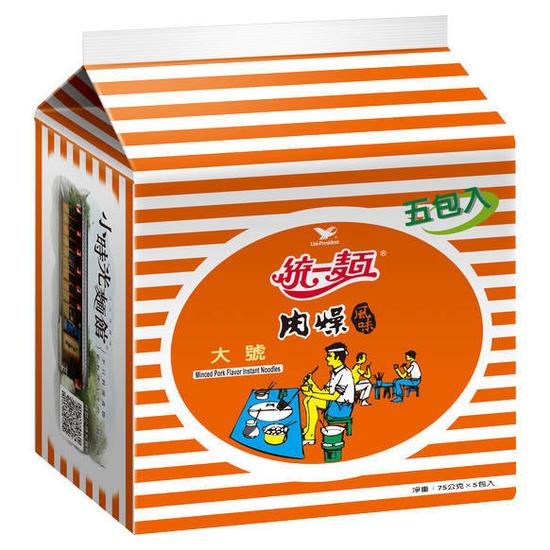 五包入
Uni-President
統一麵®
肉燥風味
大號
Minced Pork Flavor Instant Noodles
淨重:75公克×5包入
小時光麵館